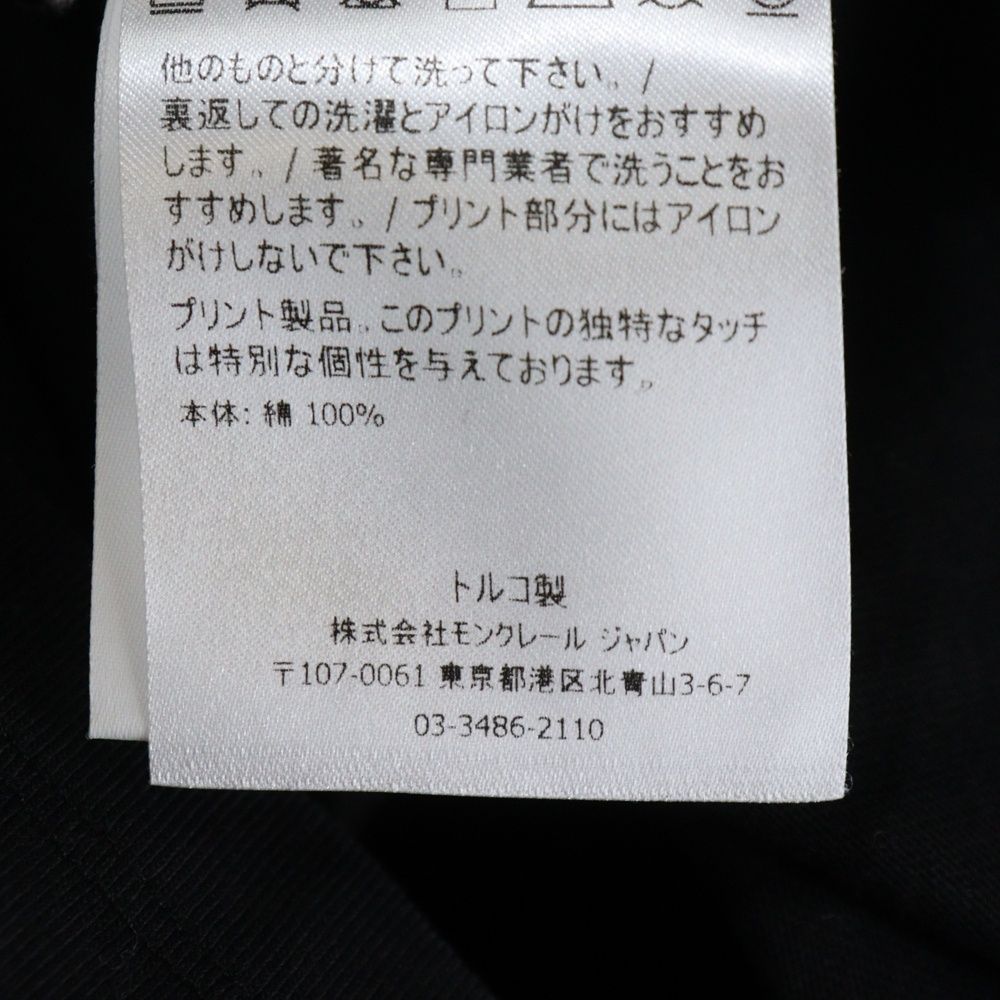 他のものと分けて洗って下さい。/
裏返しての洗濯とアイロンがけをおすすめ
します。/ 著名な専門業者で洗うことをお
すすめします。/ プリント部分にはアイロン
がけしないで下さい。
プリント製品。このプリントの独特なタッチ
は特別な個性を与えております。
本体: 綿 100%
トルコ製
株式会社モンクレール ジャパン
〒107-0061 東京都港区北青山3-6-7
03-3486-2110